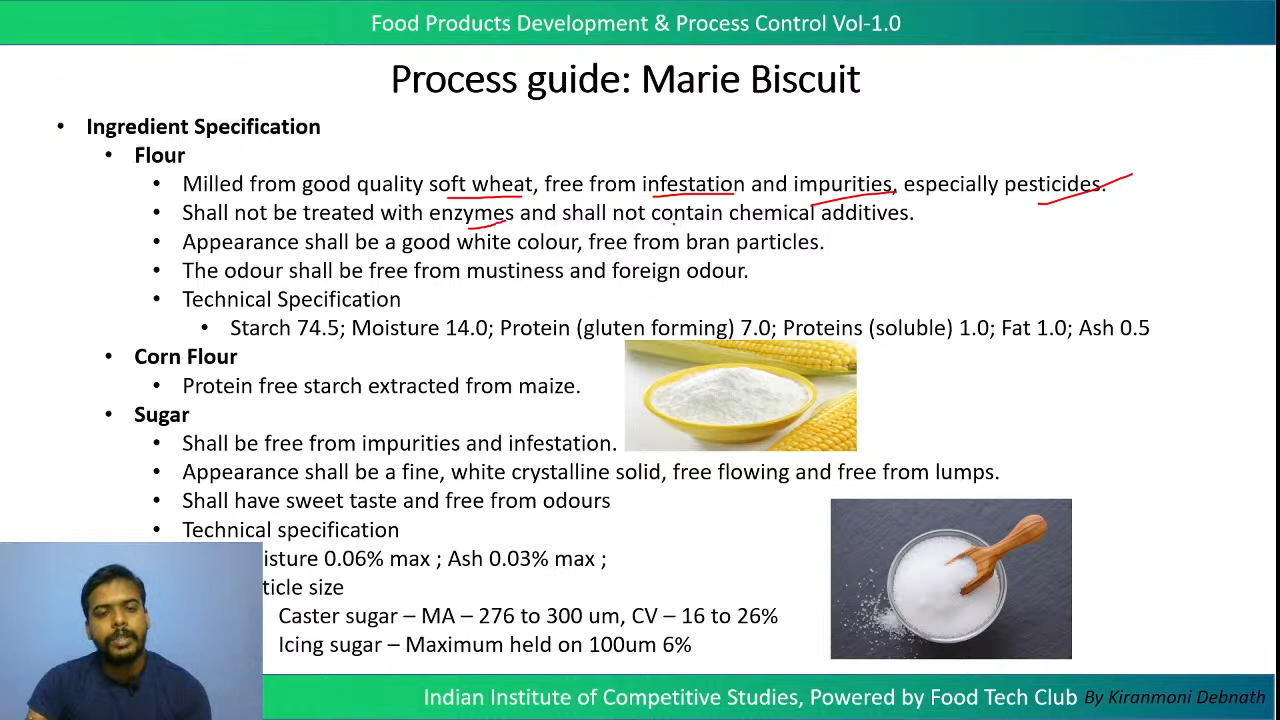 Food Products Development & Process Control Vol-1.0
Process guide: Marie Biscuit
• Ingredient Specification
• Flour
• Milled from good quality soft wheat, free from infestation and impurities, especially pesticides.
• Shall not be treated with enzymes and shall not contain chemical additives.
• Appearance shall be a good white colour, free from bran particles.
• The odour shall be free from mustiness and foreign odour.
• Technical Specification
• Starch 74.5; Moisture 14.0; Protein (gluten forming) 7.0; Proteins (soluble) 1.0; Fat 1.0; Ash 0.5
• Corn Flour
• Protein free starch extracted from maize.
• Sugar
• Shall be free from impurities and infestation.
• Appearance shall be a fine, white crystalline solid, free flowing and free from lumps.
• Shall have sweet taste and free from odours
• Technical specification
isture 0.06% max ; Ash 0.03% max ;
ticle size
Caster sugar – MA – 276 to 300 um, CV – 16 to 26%
Icing sugar – Maximum held on 100um 6%
Indian Institute of Competitive Studies, Powered by Food Tech Club By Kiranmoni Debnath